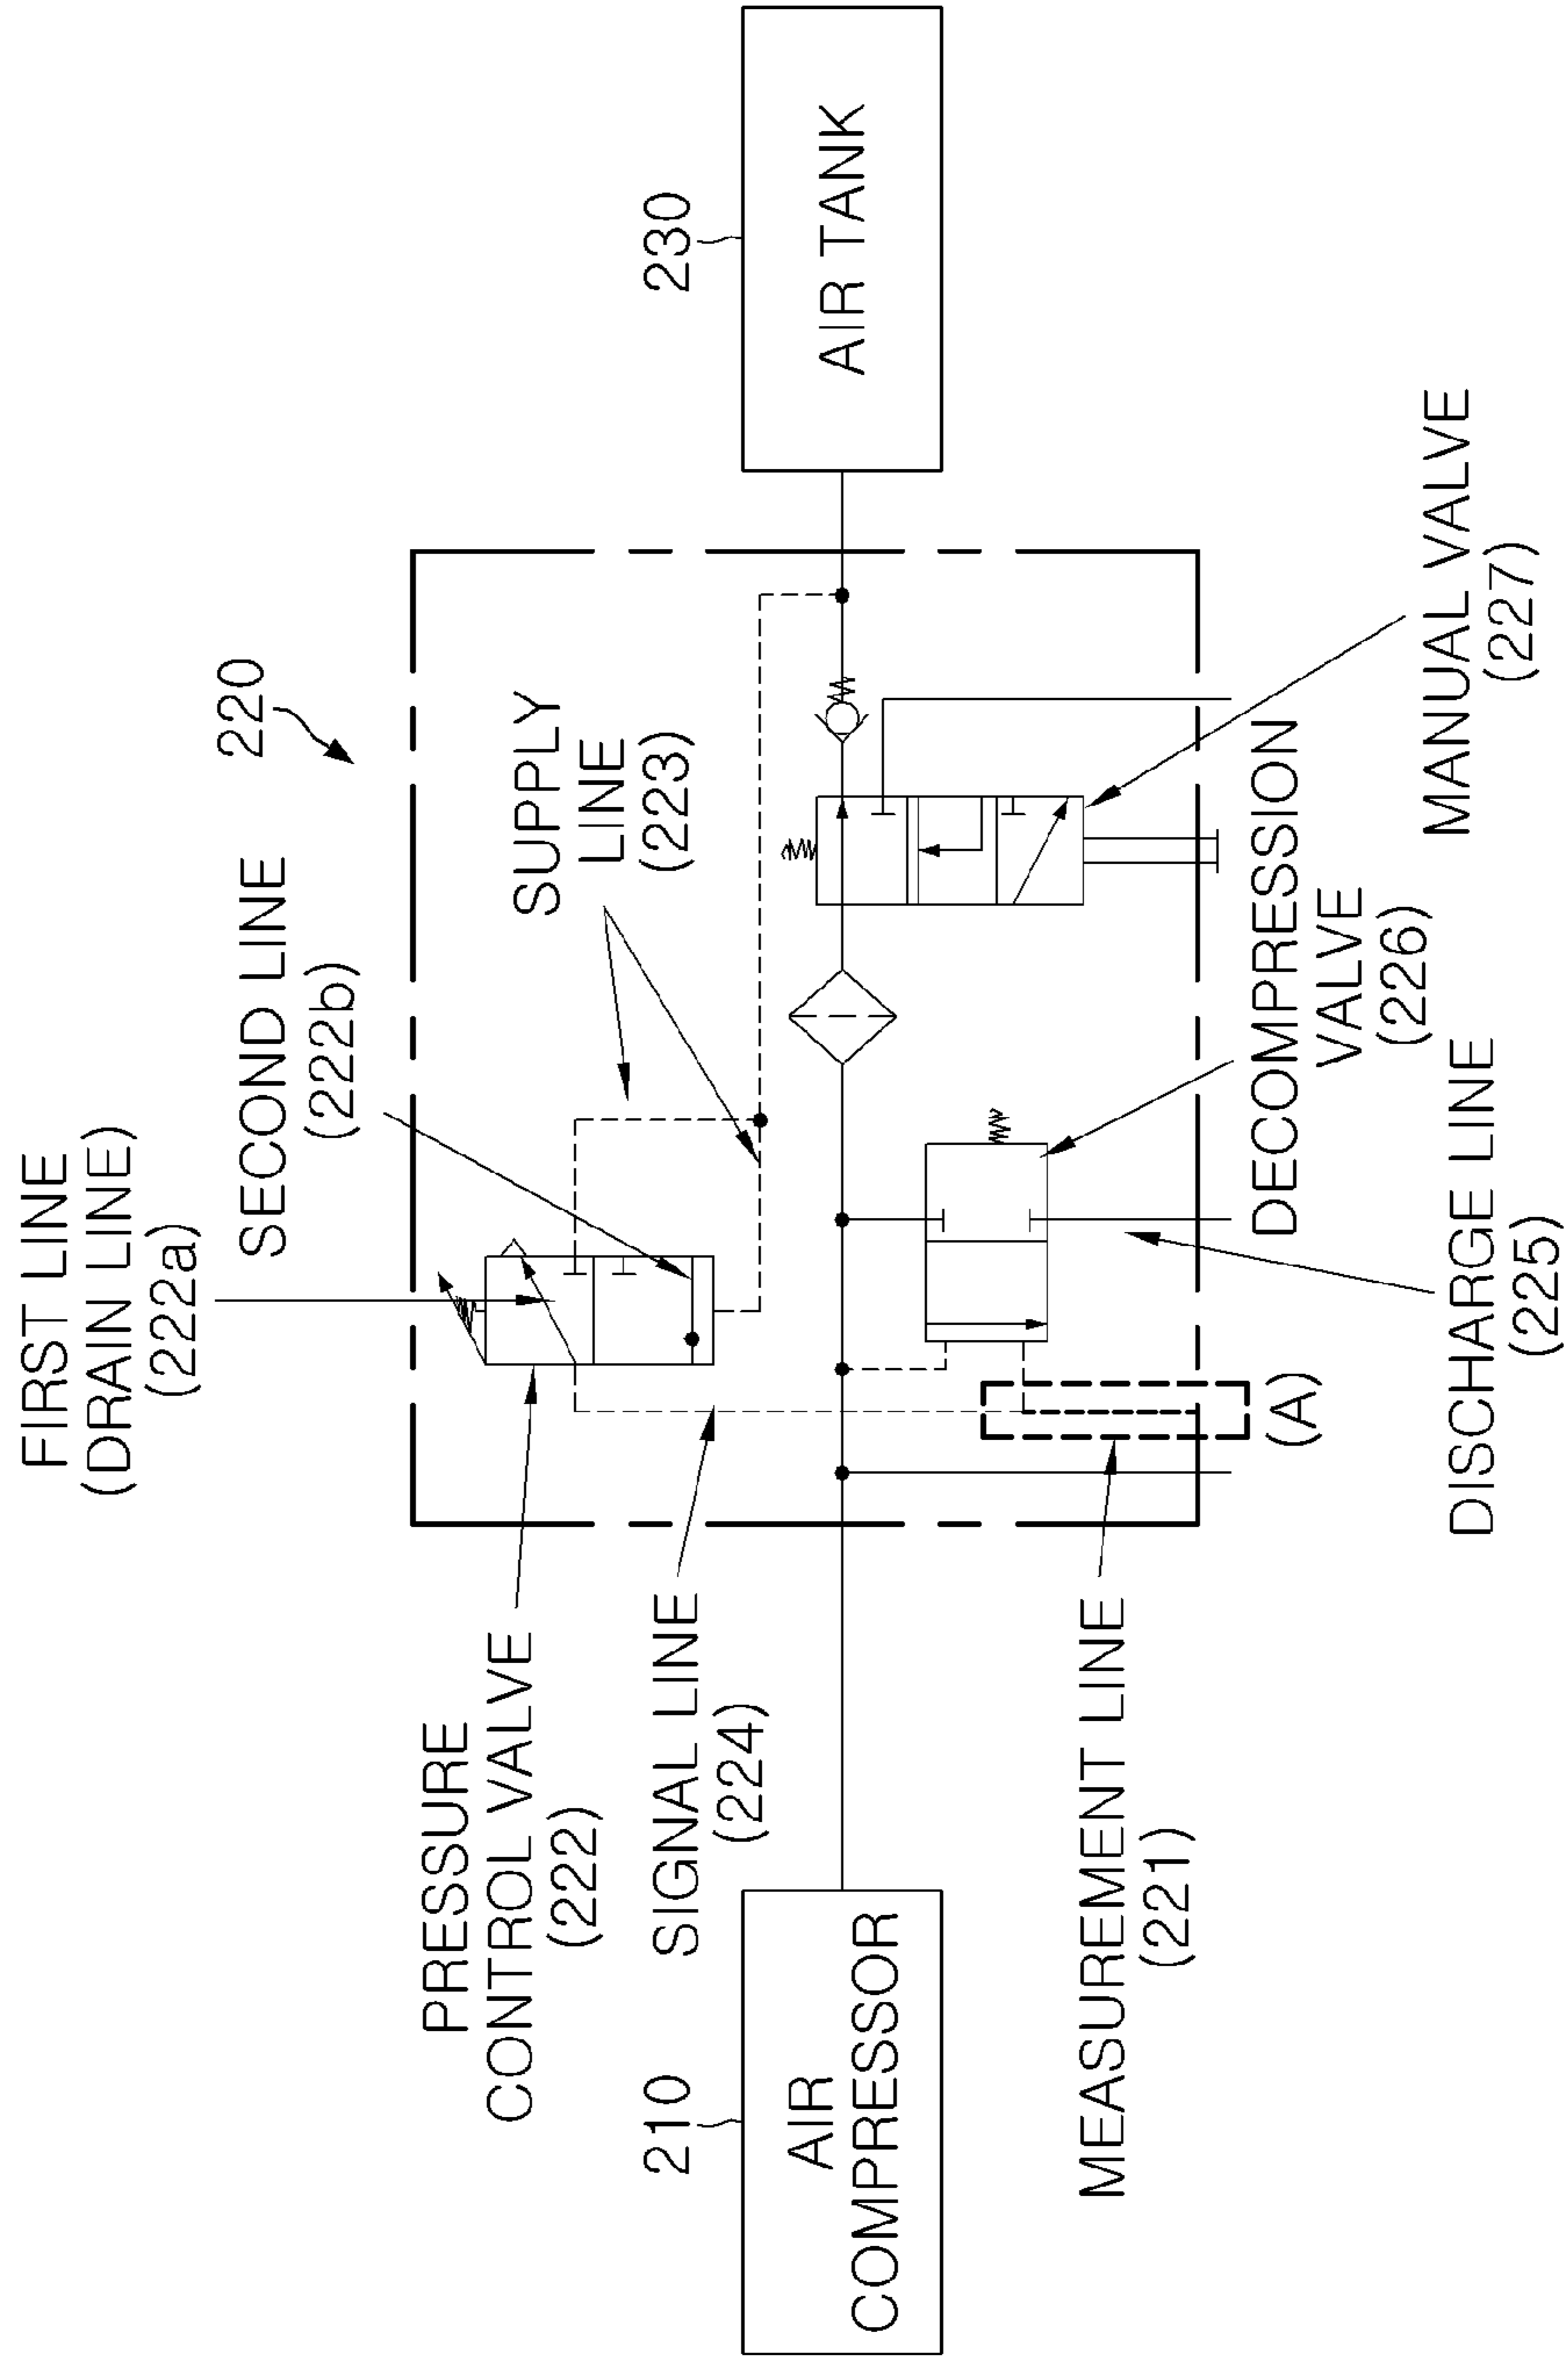 FIRST LINE
(DRAIN LINE)
(222a)
SECOND LINE
(222b)
220
SUPPLY
LINE
(223)
PRESSURE
CONTROL VALVE
(222)
SIGNAL LINE
(224)
210
AIR
COMPRESSOR
230
AIR TANK
MEASUREMENT LINE
(221)
(A)
DECOMPRESSION
VALVE
(226)
MANUAL VALVE
(227)
DISCHARGE LINE
(225)